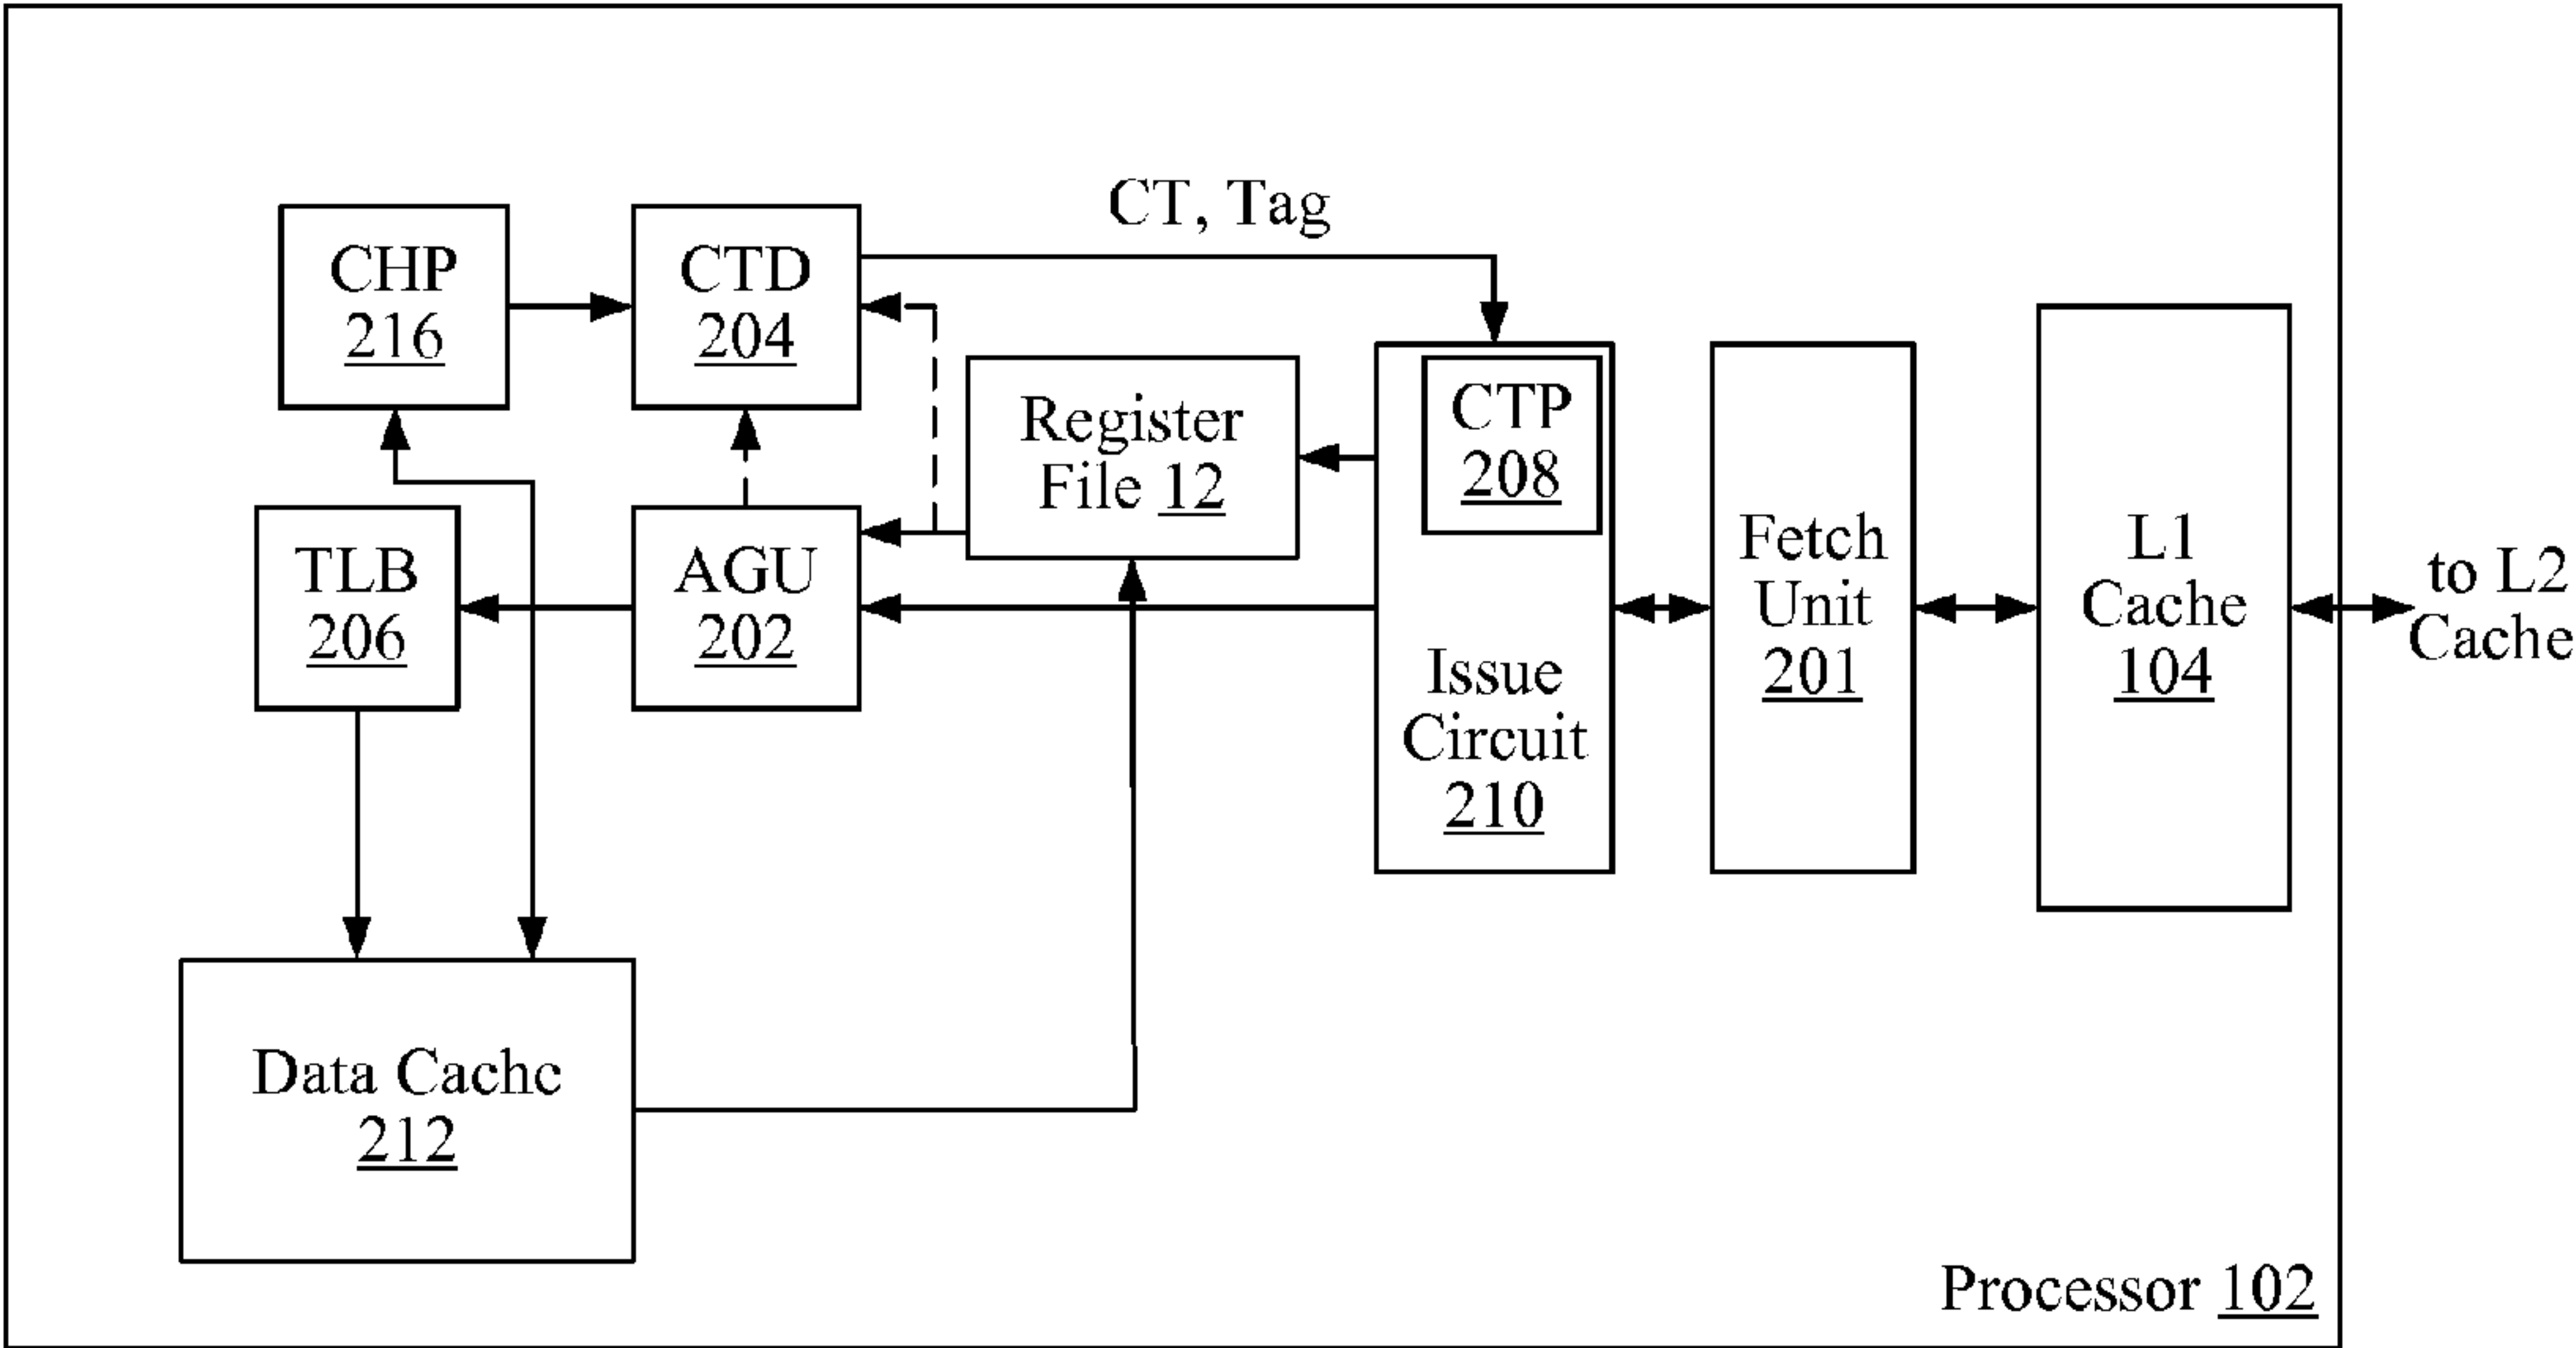 CT, Tag
CHP
216
CTD
204
Register
File 12
CTP
208
TLB
206
AGU
202
Issue
Circuit
210
Fetch
Unit
201
L1
Cache
104
to L2
Cache
Data Cache
212
Processor 102